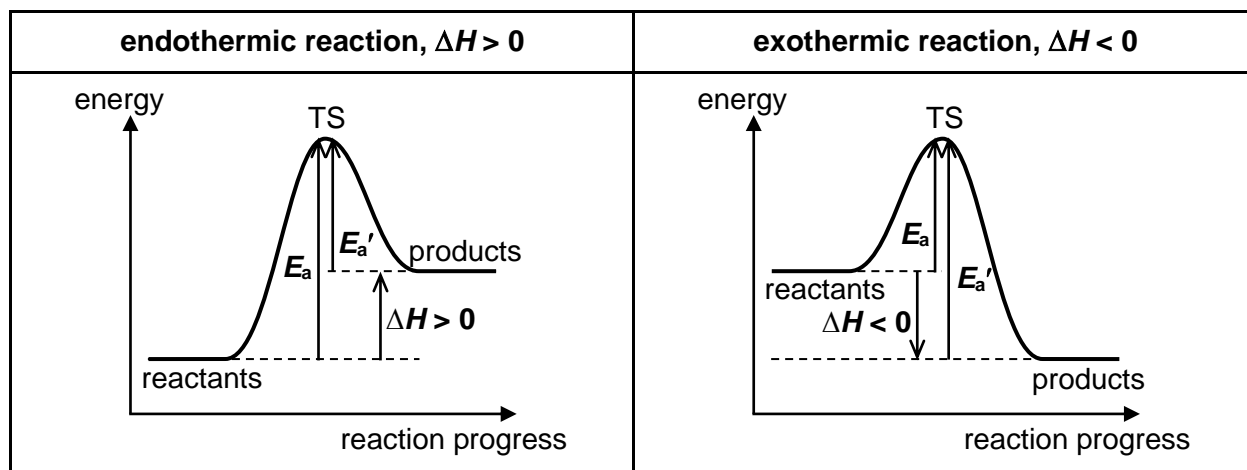 endothermic reaction, ΔH > 0
energy
TS
Ea
Ea′
products
ΔH > 0
reactants
reaction progress
exothermic reaction, ΔH < 0
energy
TS
Ea
reactants
Ea′
ΔH < 0
products
reaction progress